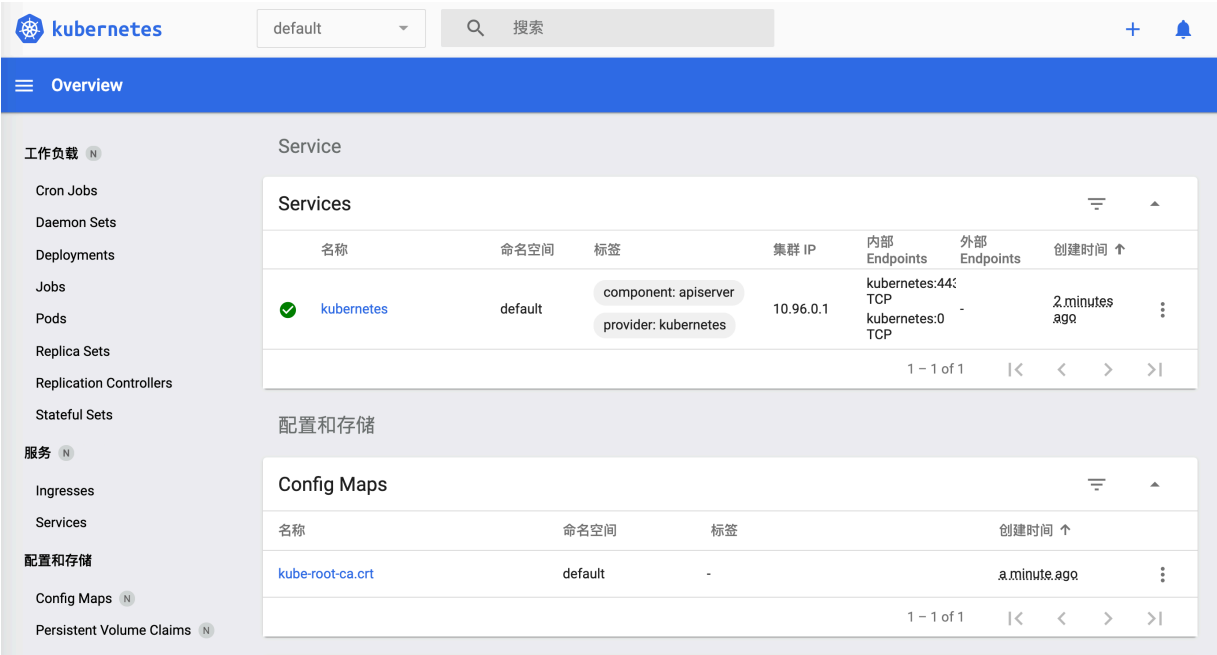 kubernetes
default
搜索
Overview
工作负载 N
Cron Jobs
Daemon Sets
Deployments
Jobs
Pods
Replica Sets
Replication Controllers
Stateful Sets
服务 N
Ingresses
Services
配置和存储
Config Maps N
Persistent Volume Claims N
Service
Services
名称 命名空间 标签 集群 IP 内部 Endpoints 外部 Endpoints 创建时间
kubernetes default component: apiserver provider: kubernetes 10.96.0.1 kubernetes:443 TCP kubernetes:0 TCP - 2 minutes ago
1 – 1 of 1
配置和存储
Config Maps
名称 命名空间 标签 创建时间
kube-root-ca.crt default - a minute ago
1 – 1 of 1